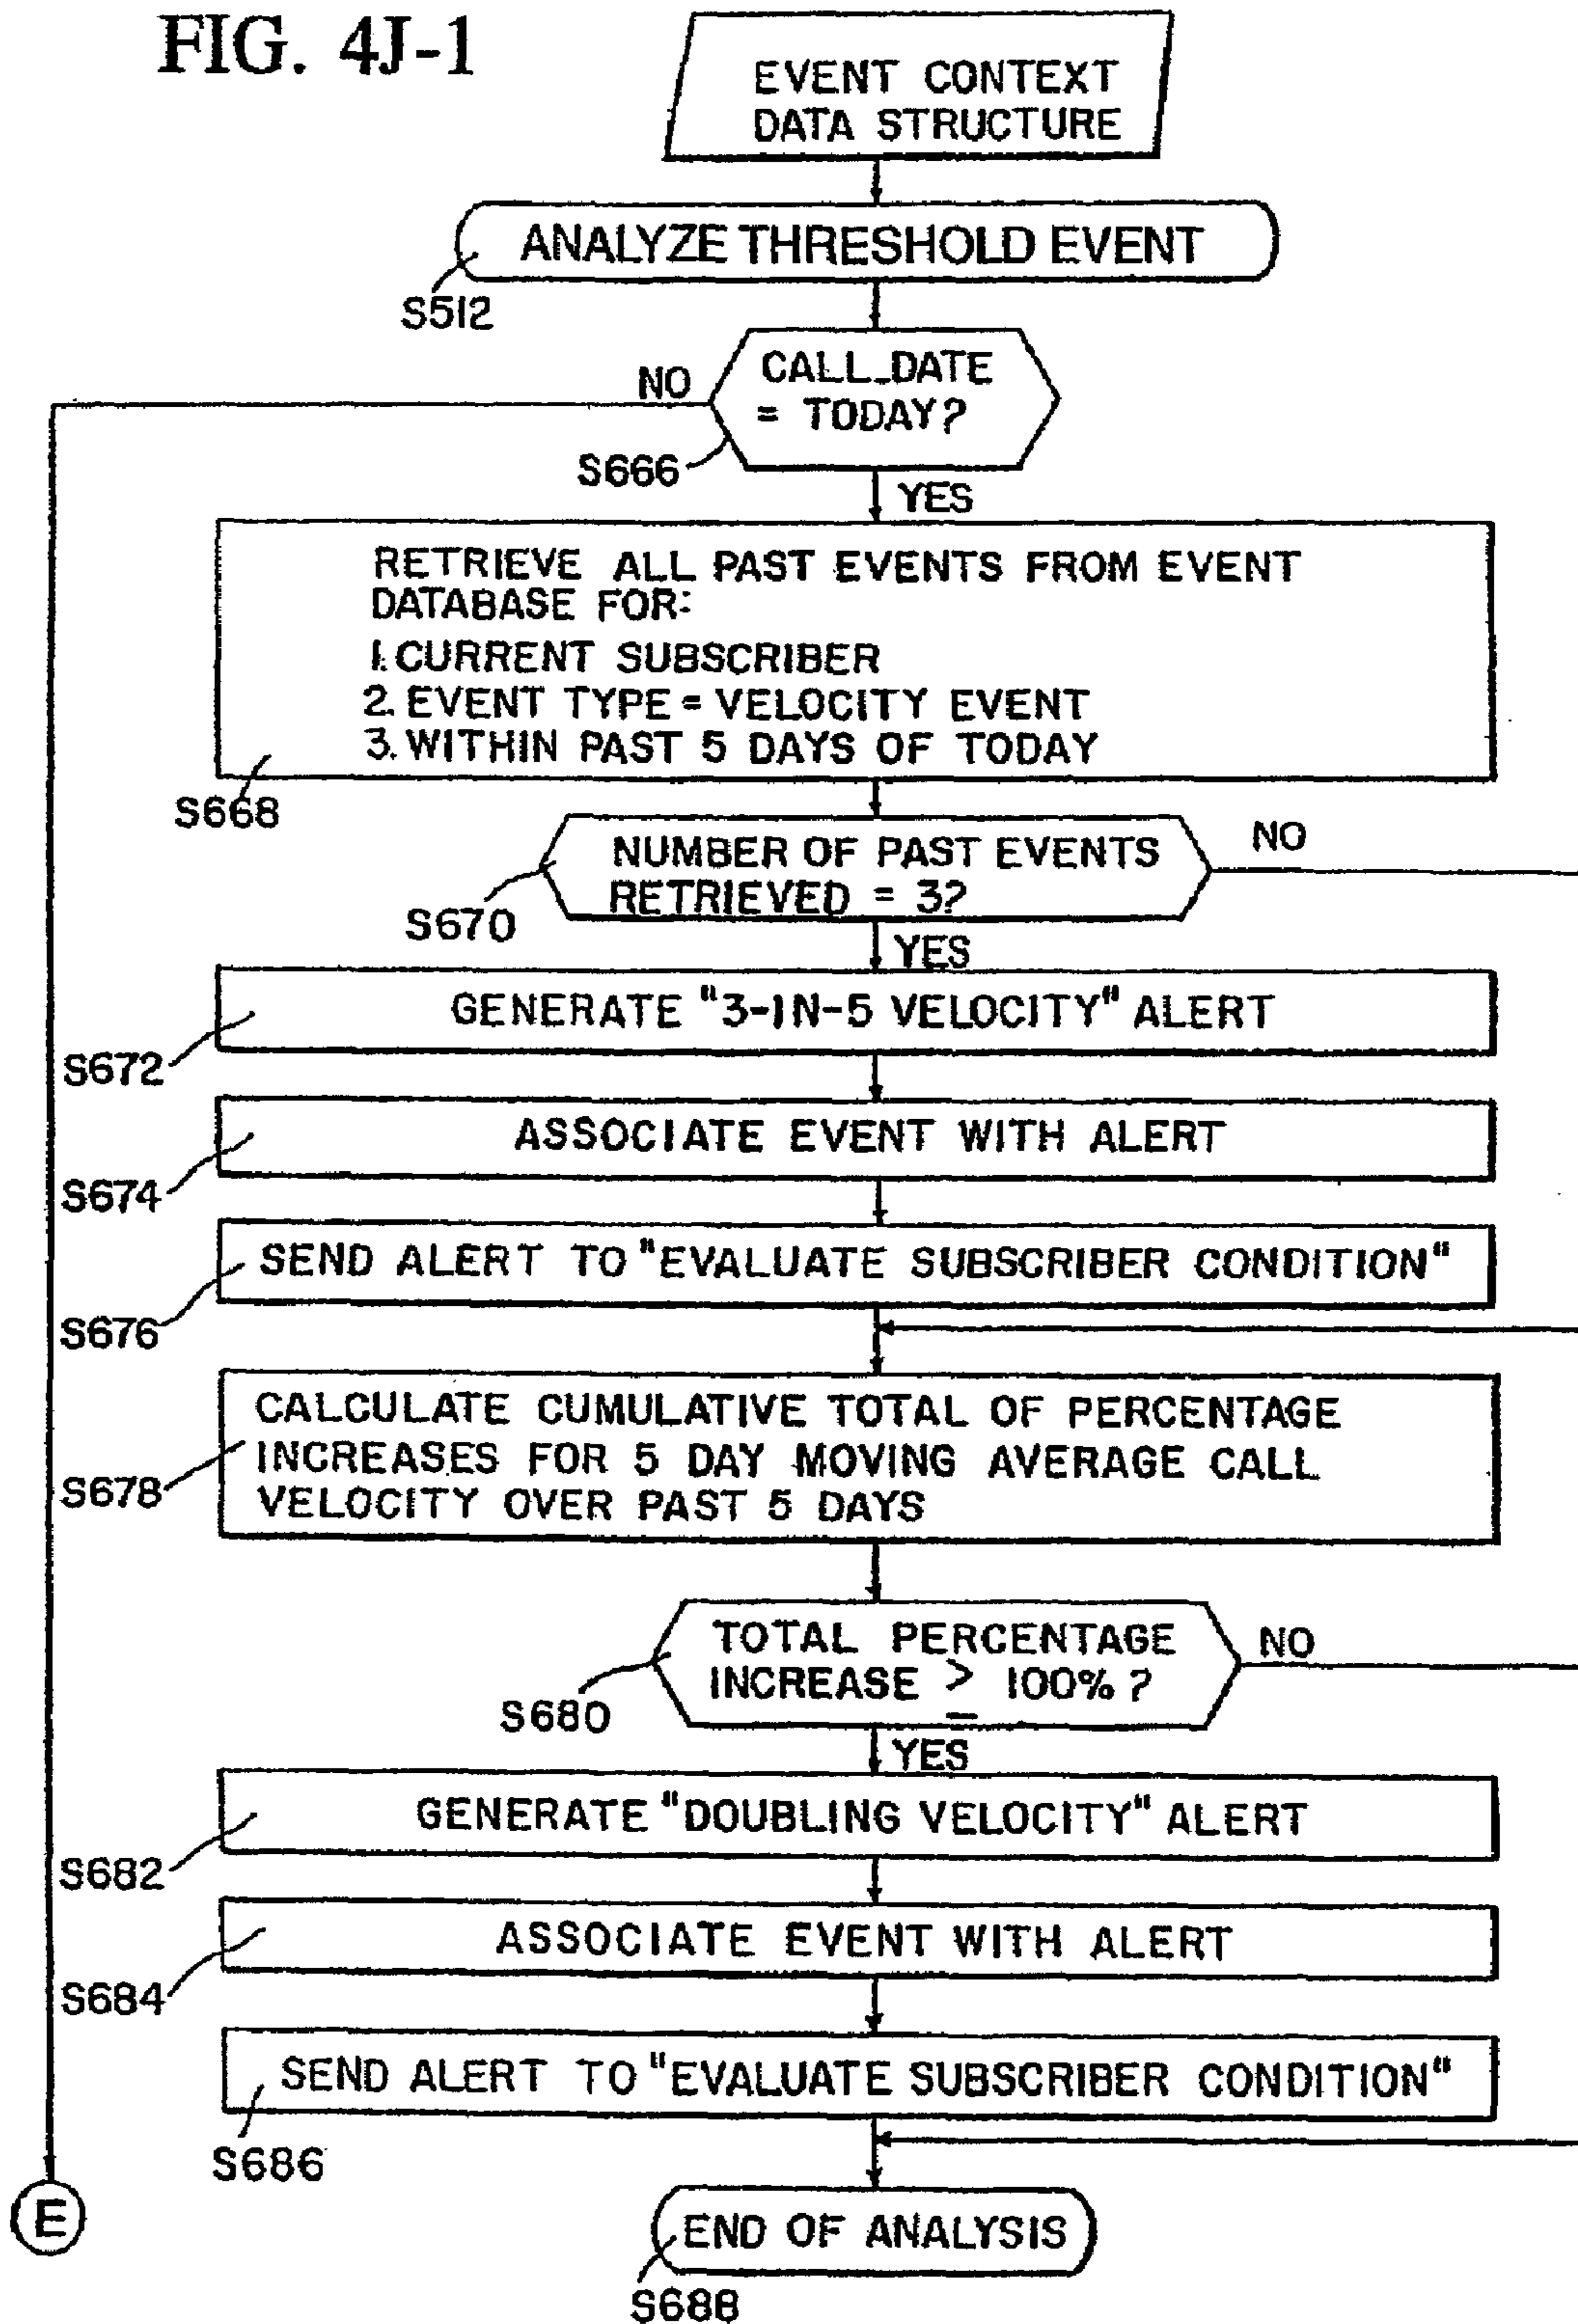 FIG. 4J-1
EVENT CONTEXT
DATA STRUCTURE
ANALYZE THRESHOLD EVENT
S512
CALL_DATE
= TODAY?
NO
S666
YES
RETRIEVE ALL PAST EVENTS FROM EVENT
DATABASE FOR:
1. CURRENT SUBSCRIBER
2. EVENT TYPE = VELOCITY EVENT
3. WITHIN PAST 5 DAYS OF TODAY
S668
NUMBER OF PAST EVENTS
RETRIEVED = 3?
NO
S670
YES
GENERATE "3-IN-5 VELOCITY" ALERT
S672
ASSOCIATE EVENT WITH ALERT
S674
SEND ALERT TO "EVALUATE SUBSCRIBER CONDITION"
S676
CALCULATE CUMULATIVE TOTAL OF PERCENTAGE
INCREASES FOR 5 DAY MOVING AVERAGE CALL
VELOCITY OVER PAST 5 DAYS
S678
TOTAL PERCENTAGE
INCREASE ≥ 100% ?
NO
S680
YES
GENERATE "DOUBLING VELOCITY" ALERT
S682
ASSOCIATE EVENT WITH ALERT
S684
SEND ALERT TO "EVALUATE SUBSCRIBER CONDITION"
S686
E
END OF ANALYSIS
S688